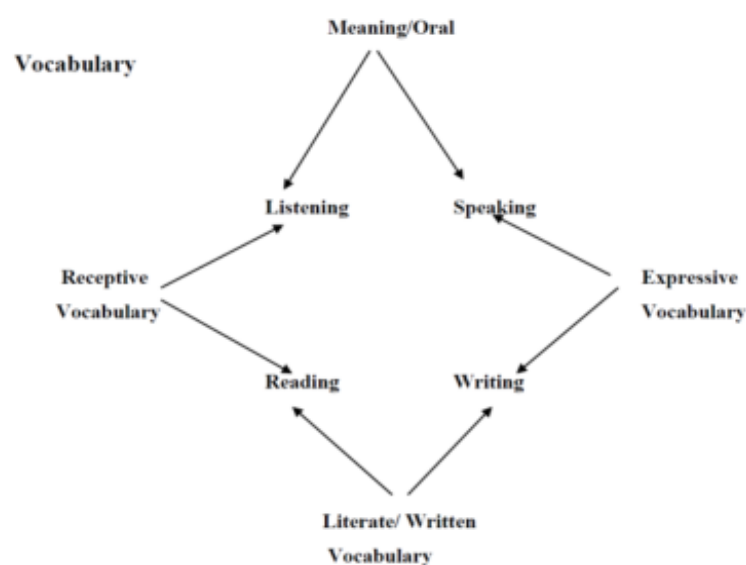 Meaning/Oral
Vocabulary
Listening
Speaking
Receptive
Vocabulary
Expressive
Vocabulary
Reading
Writing
Literate/ Written
Vocabulary